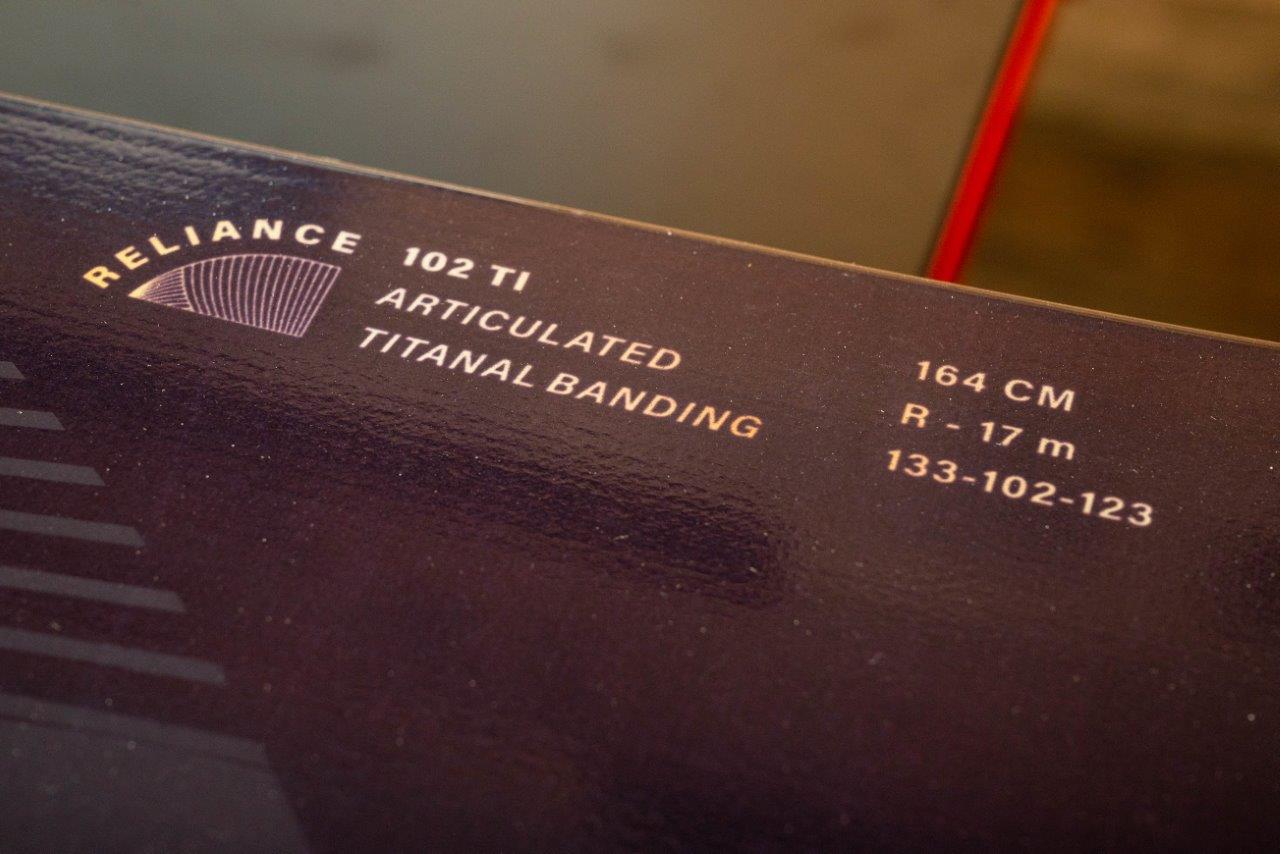 RELIANCE
102 TI
ARTICULATED
TITANAL BANDING
164 CM
R - 17 m
133-102-123